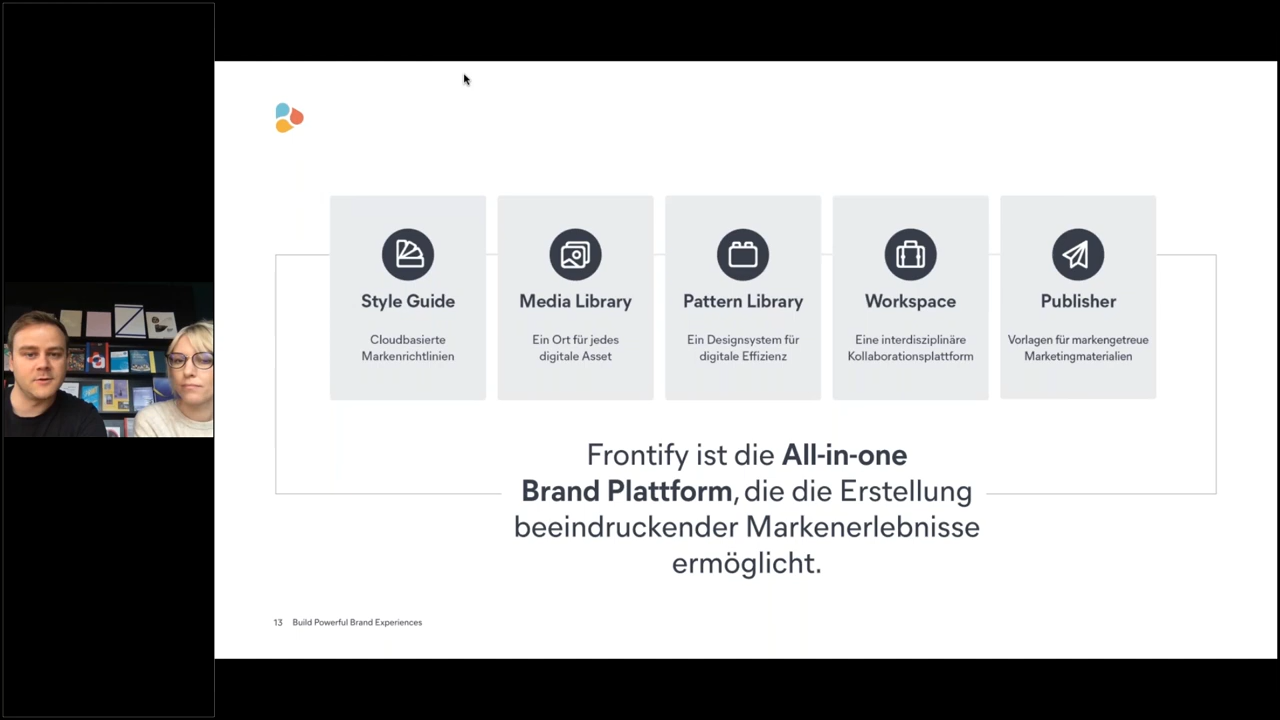 Style Guide
Cloudbasierte
Markenrichtlinien
Media Library
Ein Ort für jedes
digitale Asset
Pattern Library
Ein Designsystem für
digitale Effizienz
Workspace
Eine interdisziplinäre
Kollaborationsplattform
Publisher
Vorlagen für markengetreue
Marketingmaterialien
Frontify ist die All-in-one
Brand Plattform, die die Erstellung
beeindruckender Markenerlebnisse
ermöglicht.
13 Build Powerful Brand Experiences